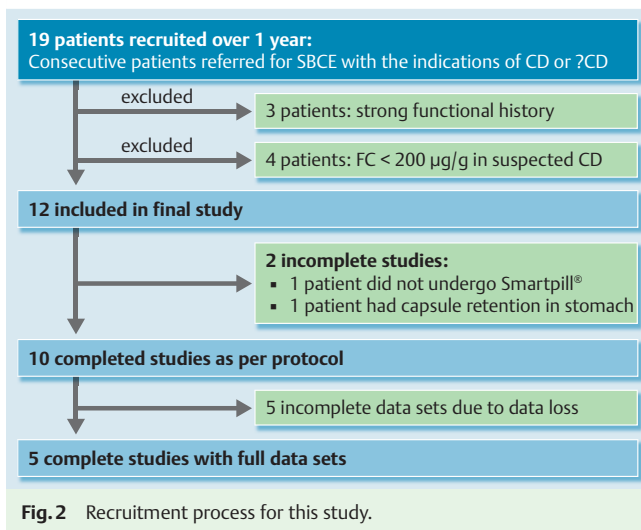 19 patients recruited over 1 year:
Consecutive patients referred for SBCE with the indications of CD or ?CD
excluded
3 patients: strong functional history
excluded
4 patients: FC < 200 µg/g in suspected CD
12 included in final study
2 incomplete studies:
▪ 1 patient did not undergo Smartpill®
▪ 1 patient had capsule retention in stomach
10 completed studies as per protocol
5 incomplete data sets due to data loss
5 complete studies with full data sets
Fig. 2 Recruitment process for this study.